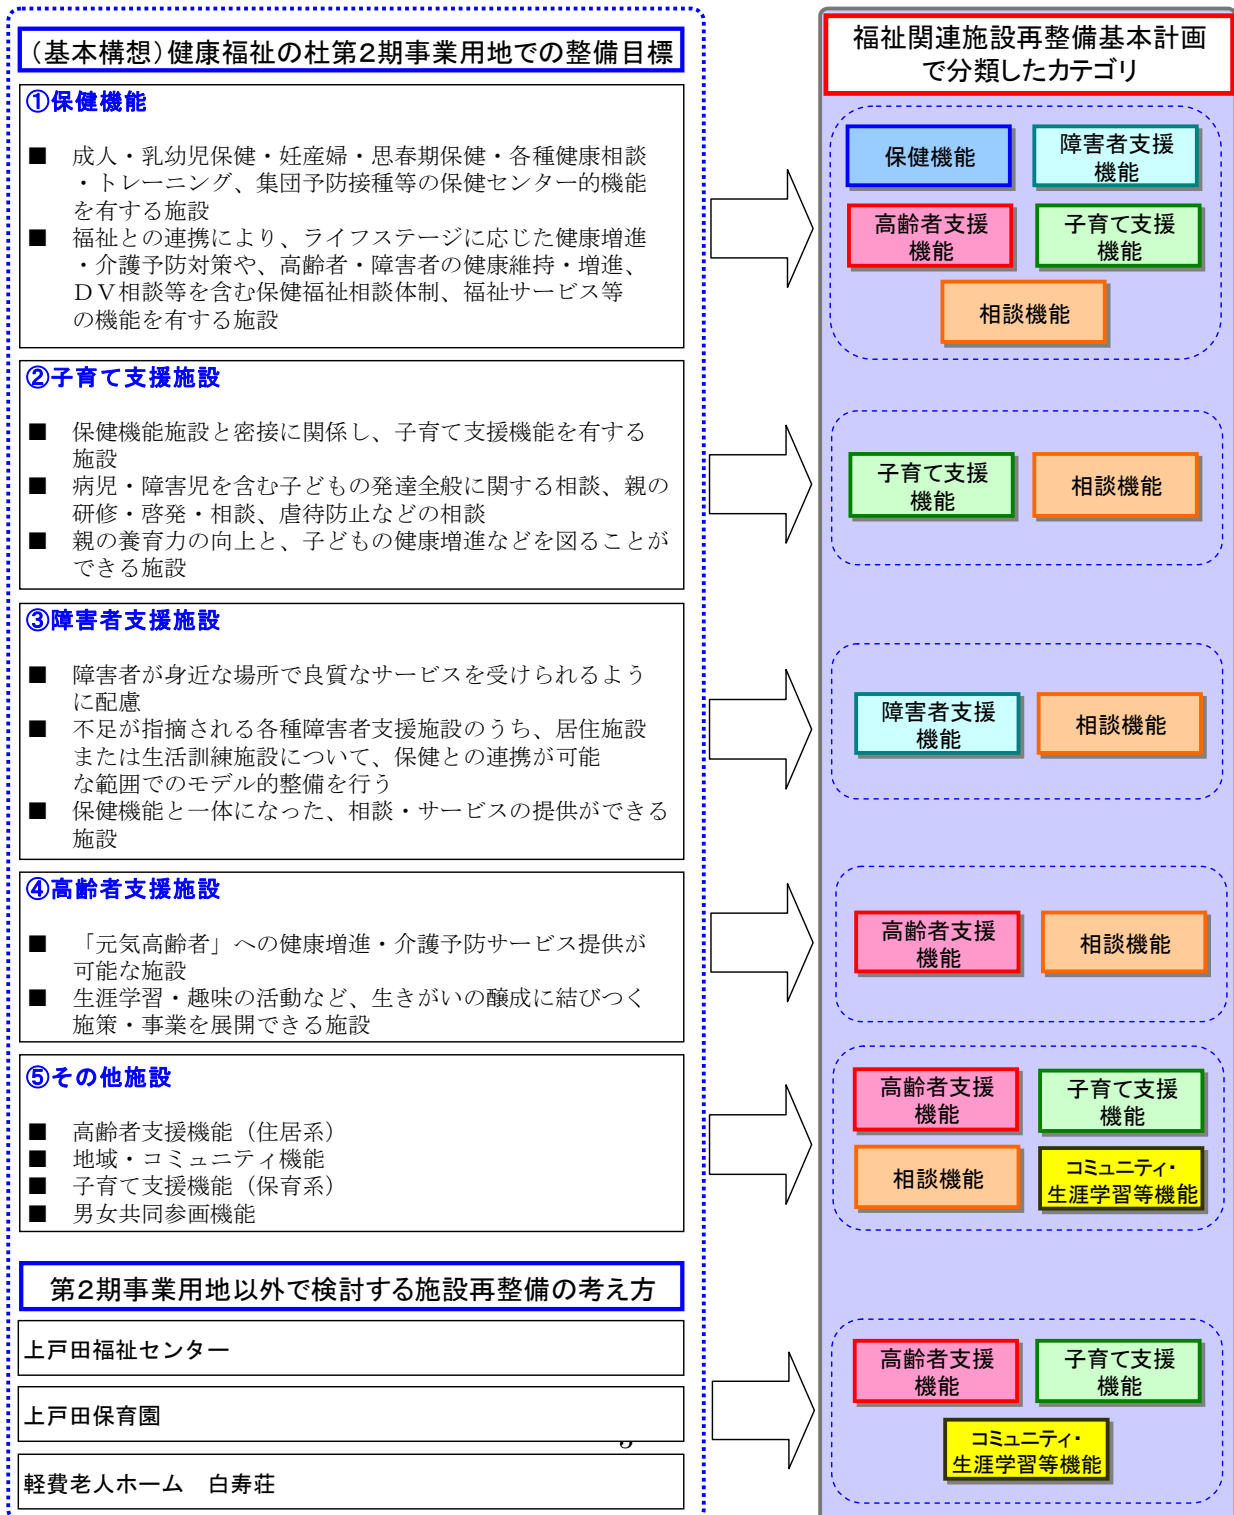 (基本構想)健康福祉の杜第2期事業用地での整備目標
①保健機能
■ 成人・乳幼児保健・妊産婦・思春期保健・各種健康相談
・トレーニング、集団予防接種等の保健センター的機能
を有する施設
■ 福祉との連携により、ライフステージに応じた健康増進
・介護予防対策や、高齢者・障害者の健康維持・増進、
DV相談等を含む保健福祉相談体制、福祉サービス等
の機能を有する施設
②子育て支援施設
■ 保健機能施設と密接に関係し、子育て支援機能を有する
施設
■ 病児・障害児を含む子どもの発達全般に関する相談、親の
研修・啓発・相談、虐待防止などの相談
■ 親の養育力の向上と、子どもの健康増進などを図ることが
できる施設
③障害者支援施設
■ 障害者が身近な場所で良質なサービスを受けられるよう
に配慮
■ 不足が指摘される各種障害者支援施設のうち、居住施設
または生活訓練施設について、保健との連携が可能
な範囲でのモデル的整備を行う
■ 保健機能と一体になった、相談・サービスの提供ができる
施設
④高齢者支援施設
■ 「元気高齢者」への健康増進・介護予防サービス提供が
可能な施設
■ 生涯学習・趣味の活動など、生きがいの醸成に結びつく
施策・事業を展開できる施設
⑤その他施設
■ 高齢者支援機能(住居系)
■ 地域・コミュニティ機能
■ 子育て支援機能(保育系)
■ 男女共同参画機能
第2期事業用地以外で検討する施設再整備の考え方
上戸田福祉センター
上戸田保育園
軽費老人ホーム 白寿荘
福祉関連施設再整備基本計画
で分類したカテゴリ
保健機能
障害者支援
機能
高齢者支援
機能
子育て支援
機能
相談機能
子育て支援
機能
相談機能
障害者支援
機能
相談機能
高齢者支援
機能
相談機能
高齢者支援
機能
子育て支援
機能
相談機能
コミュニティ・
生涯学習等機能
高齢者支援
機能
子育て支援
機能
コミュニティ・
生涯学習等機能